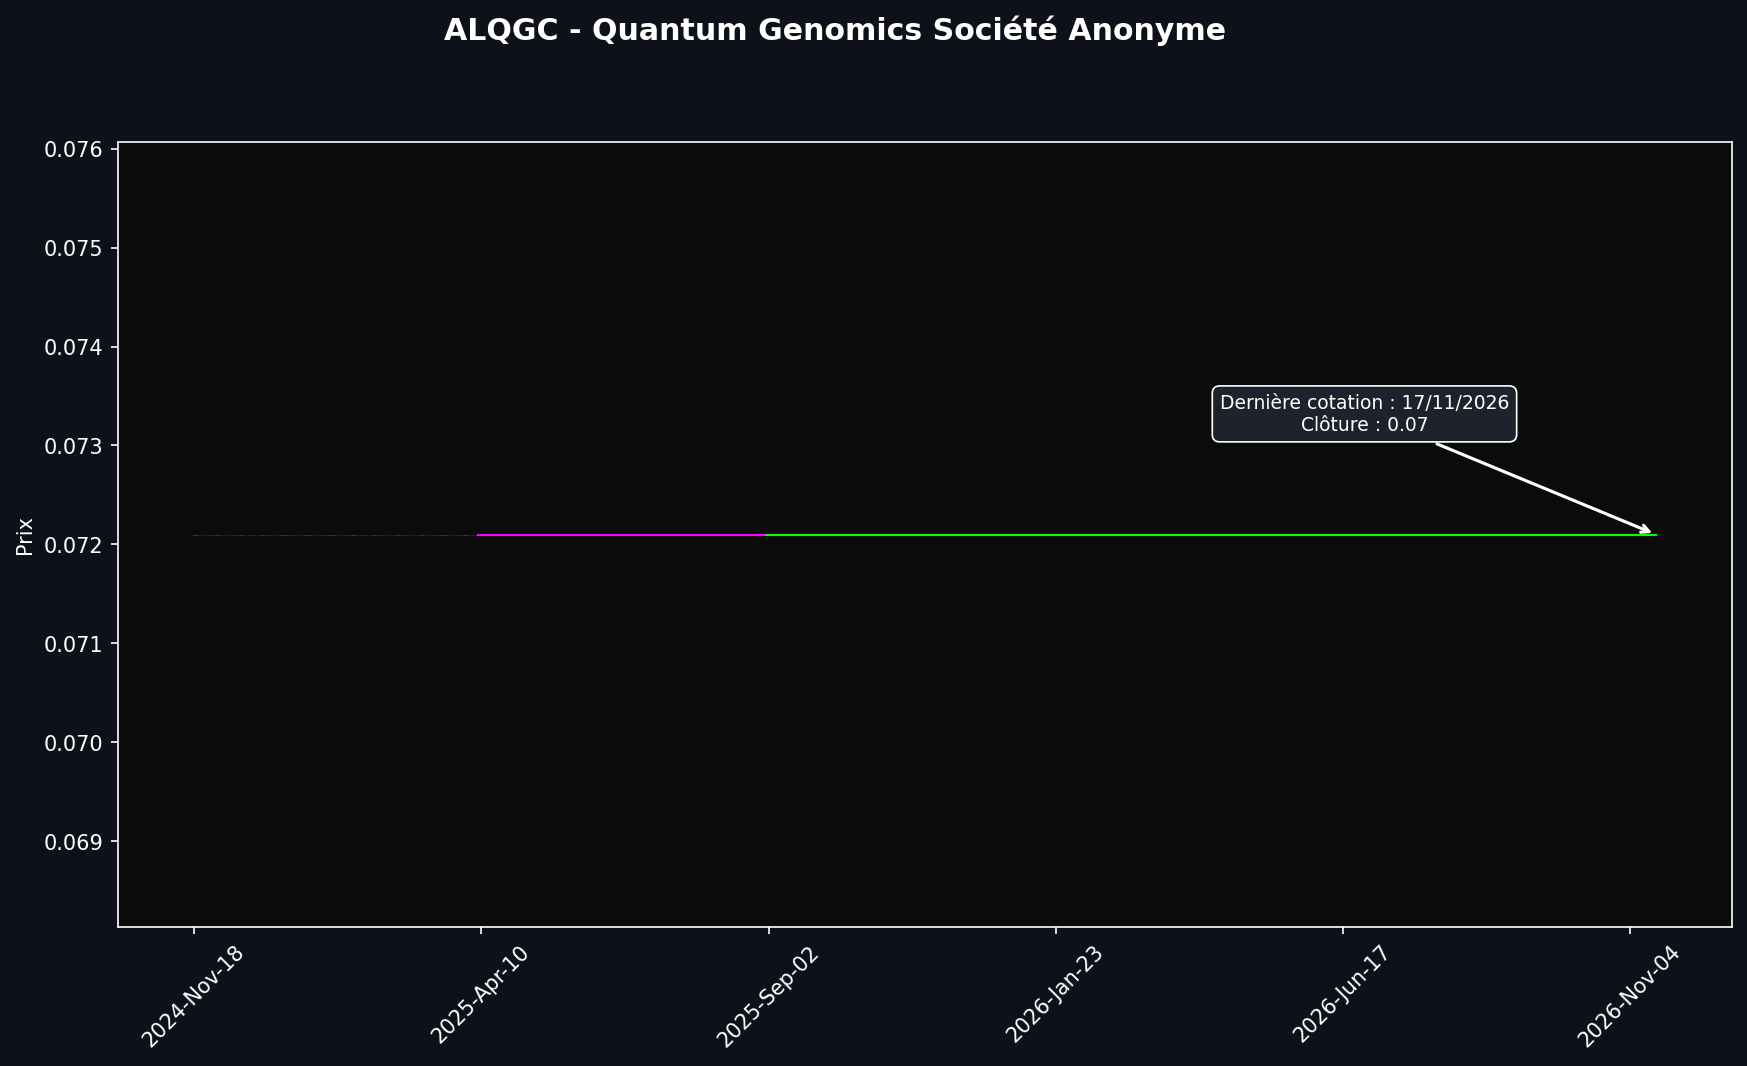 ALQGC - Quantum Genomics Société Anonyme
0.076
0.075
0.074
0.073
0.072
0.071
0.070
0.069
Prix
Dernière cotation : 17/11/2026
Clôture : 0.07
2024-Nov-18
2025-Apr-10
2025-Sep-02
2026-Jan-23
2026-Jun-17
2026-Nov-04